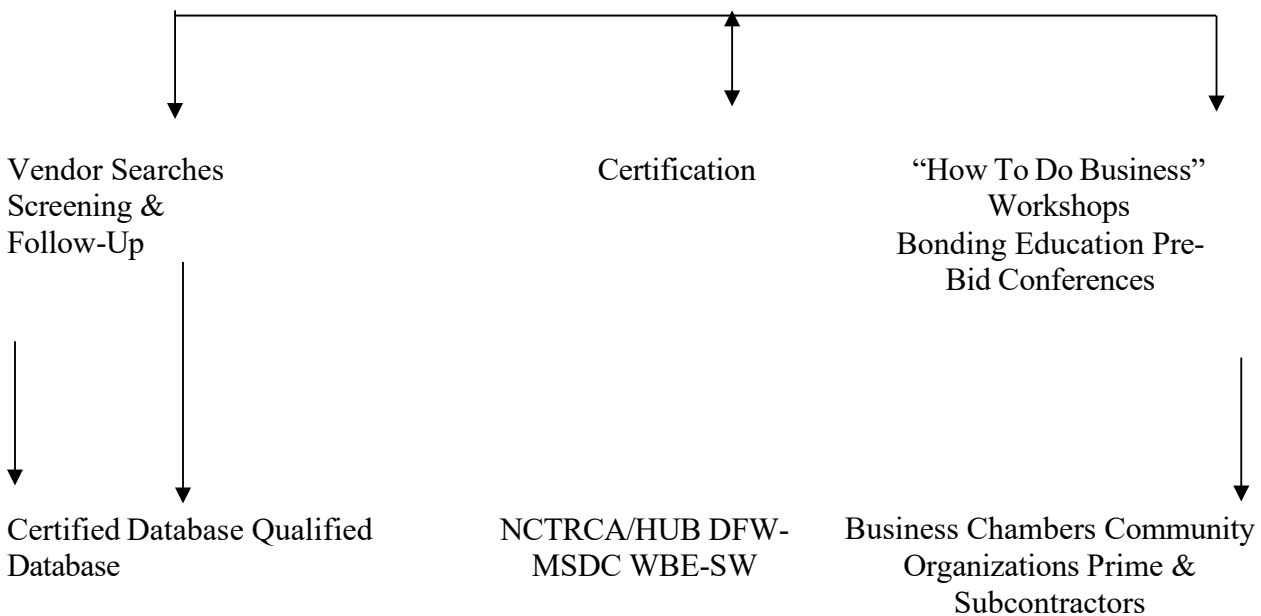 Vendor Searches
Screening &
Follow-Up
Certification
“How To Do Business”
Workshops
Bonding Education Pre-
Bid Conferences
Certified Database Qualified
Database
NCTRCA/HUB DFW-
MSDC WBE-SW
Business Chambers Community
Organizations Prime &
Subcontractors